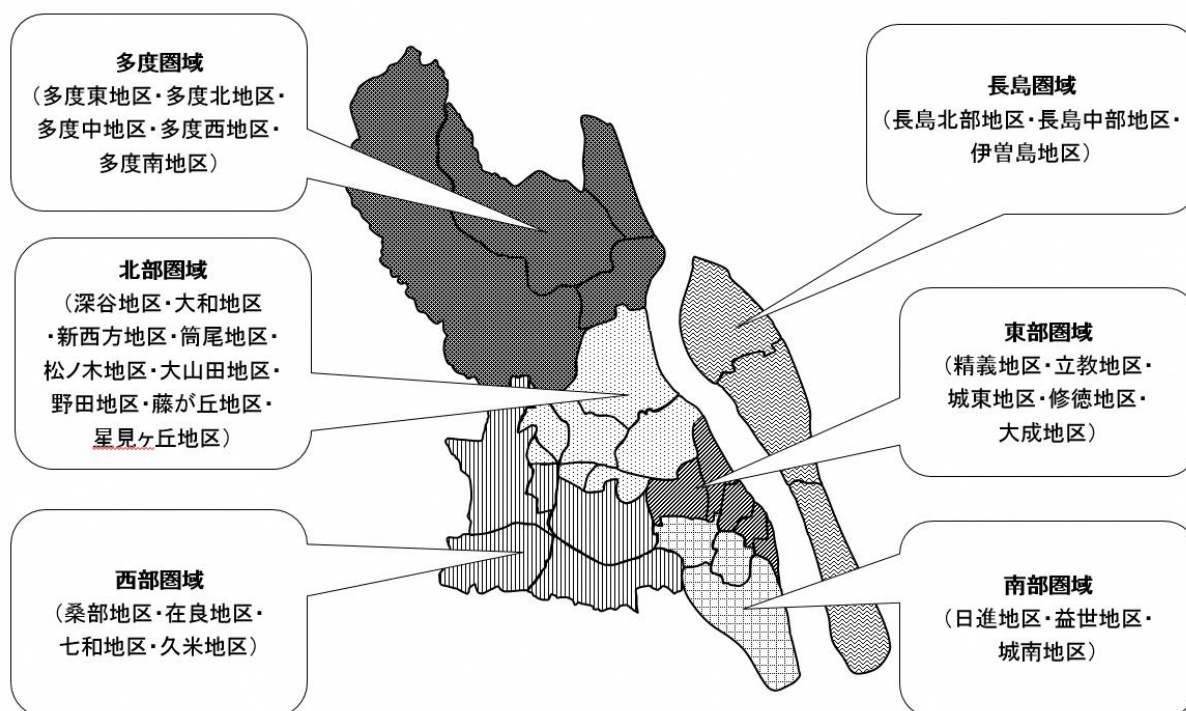 多度圏域
（多度東地区・多度北地区・
多度中地区・多度西地区・
多度南地区）
北部圏域
（深谷地区・大和地区
・新西方地区・筒尾地区・
松ノ木地区・大山田地区・
野田地区・藤が丘地区・
星見ヶ丘地区）
西部圏域
（桑部地区・在良地区・
七和地区・久米地区）
長島圏域
（長島北部地区・長島中部地区・
伊曽島地区）
東部圏域
（精義地区・立教地区・
城東地区・修徳地区・
大成地区）
南部圏域
（日進地区・益世地区・
城南地区）